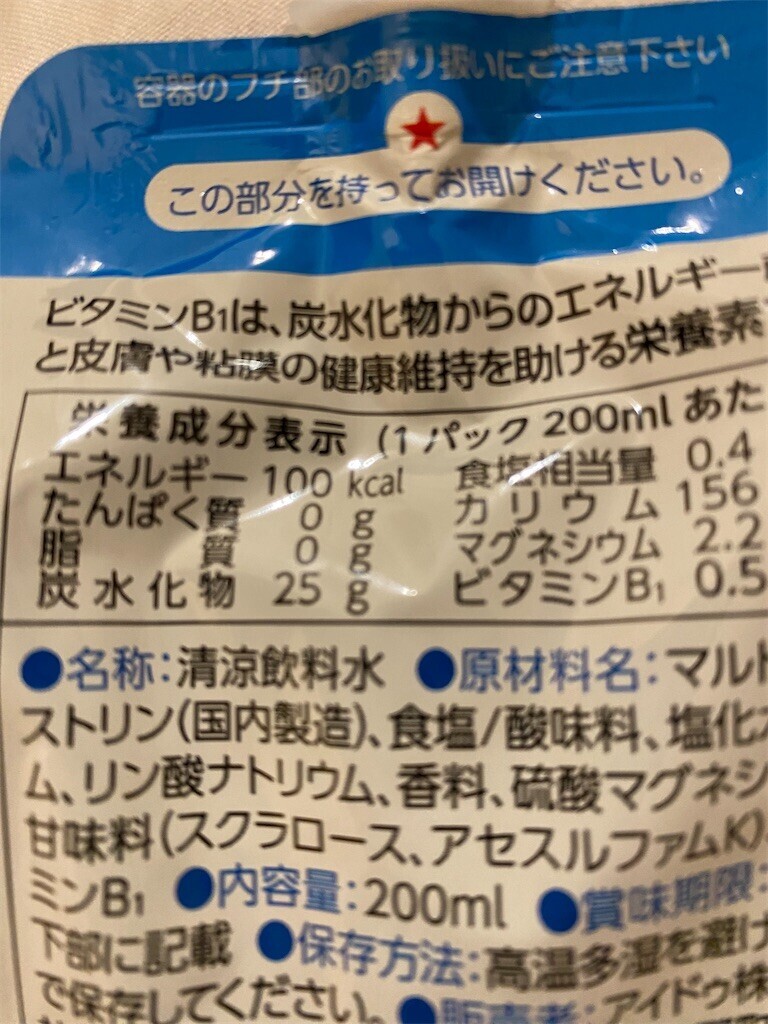 容器のフチ部のお取り扱いにご注意下さい
この部分を持ってお開けください。
ビタミンB1は、炭水化物からのエネルギー
と皮膚や粘膜の健康維持を助ける栄養素
栄養成分表示 (1パック 200ml あた
エネルギー 100 kcal 食塩相当量 0.4
たんぱく質 0 g カリウム 156
脂質 0 g マグネシウム 2.2
炭水化物 25 g ビタミンB1 0.5
●名称:清涼飲料水 ●原材料名:マルト
ストリン(国内製造)、食塩/酸味料、塩化
ム、リン酸ナトリウム、香料、硫酸マグネシ
甘味料(スクラロース、アセスルファムK)、
ミンB1 ●内容量:200ml ●賞味期限:
下部に記載 ●保存方法:高温多湿を避け
で保存してください。 ●販売者:アイドゥ株